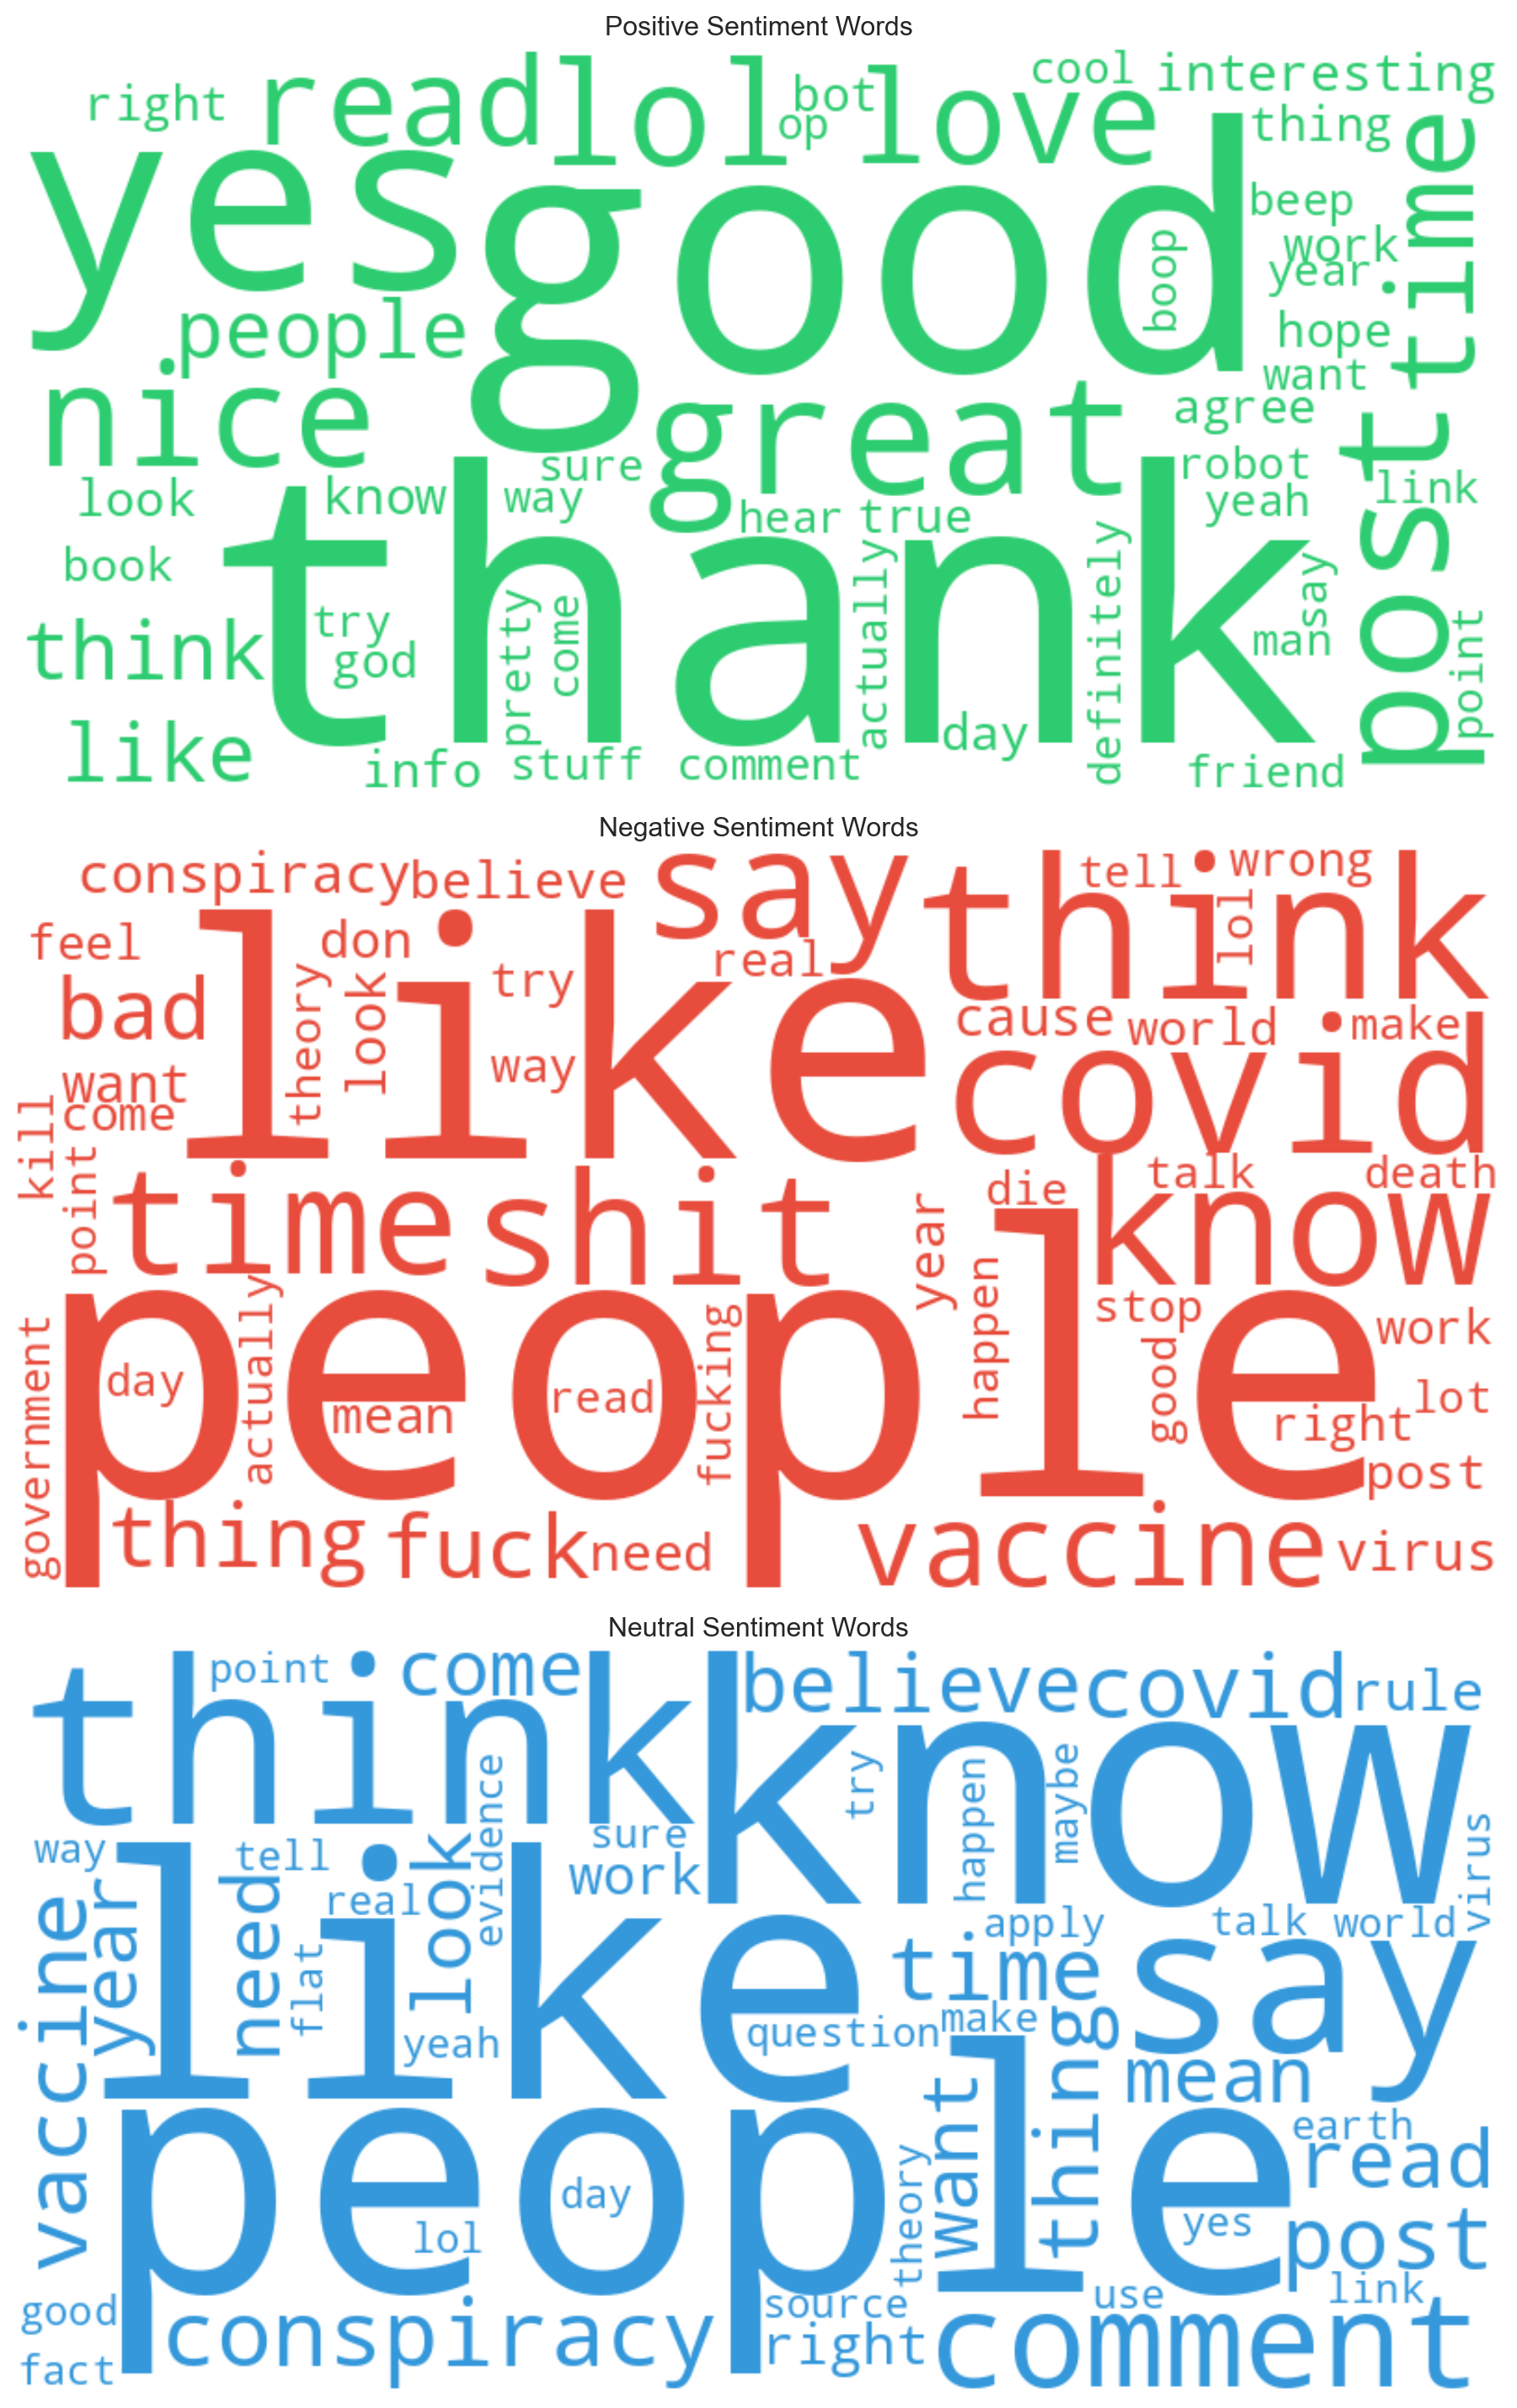 Positive Sentiment Words
right
read
lol
bot
op
love
cool
interesting
thing
time
yes
good
boop
beep
work
year
hope
want
people
nice
great
agree
robot
yeah
link
post
look
know
sure
way
hear
true
book
thank
think
try
god
pretty
come
actually
definitely
say
man
point
like
info
stuff
comment
day
friend
Negative Sentiment Words
conspiracy
believe
say
think
tell
wrong
lol
feel
don
like
real
try
theory
look
bad
way
cause
world
make
covid
want
come
kill
point
time
shit
die
know
talk
death
year
happen
people
stop
work
good
government
day
actually
mean
read
fucking
right
lot
post
thing
fuck
need
vaccine
virus
Neutral Sentiment Words
think
point
come
know
believe
covid
rule
try
happen
maybe
evidence
way
tell
sure
work
virus
year
need
real
look
like
vaccine
flat
yeah
apply
talk
world
time
say
question
make
thing
mean
people
want
earth
read
day
lol
theory
yes
post
good
conspiracy
source
right
use
link
comment
fact